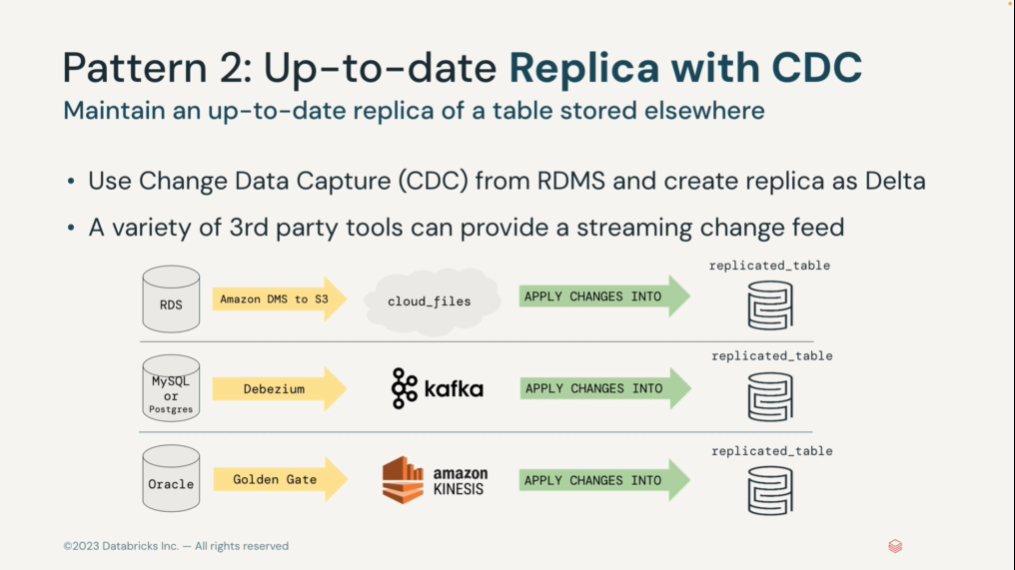 Pattern 2: Up-to-date Replica with CDC
Maintain an up-to-date replica of a table stored elsewhere
• Use Change Data Capture (CDC) from RDMS and create replica as Delta
• A variety of 3rd party tools can provide a streaming change feed
RDS
Amazon DMS to S3
cloud_files
APPLY CHANGES INTO
replicated_table
MySQL
or
Postgres
Debezium
kafka
APPLY CHANGES INTO
replicated_table
Oracle
Golden Gate
amazon
KINESIS
APPLY CHANGES INTO
replicated_table
©2023 Databricks Inc. — All rights reserved